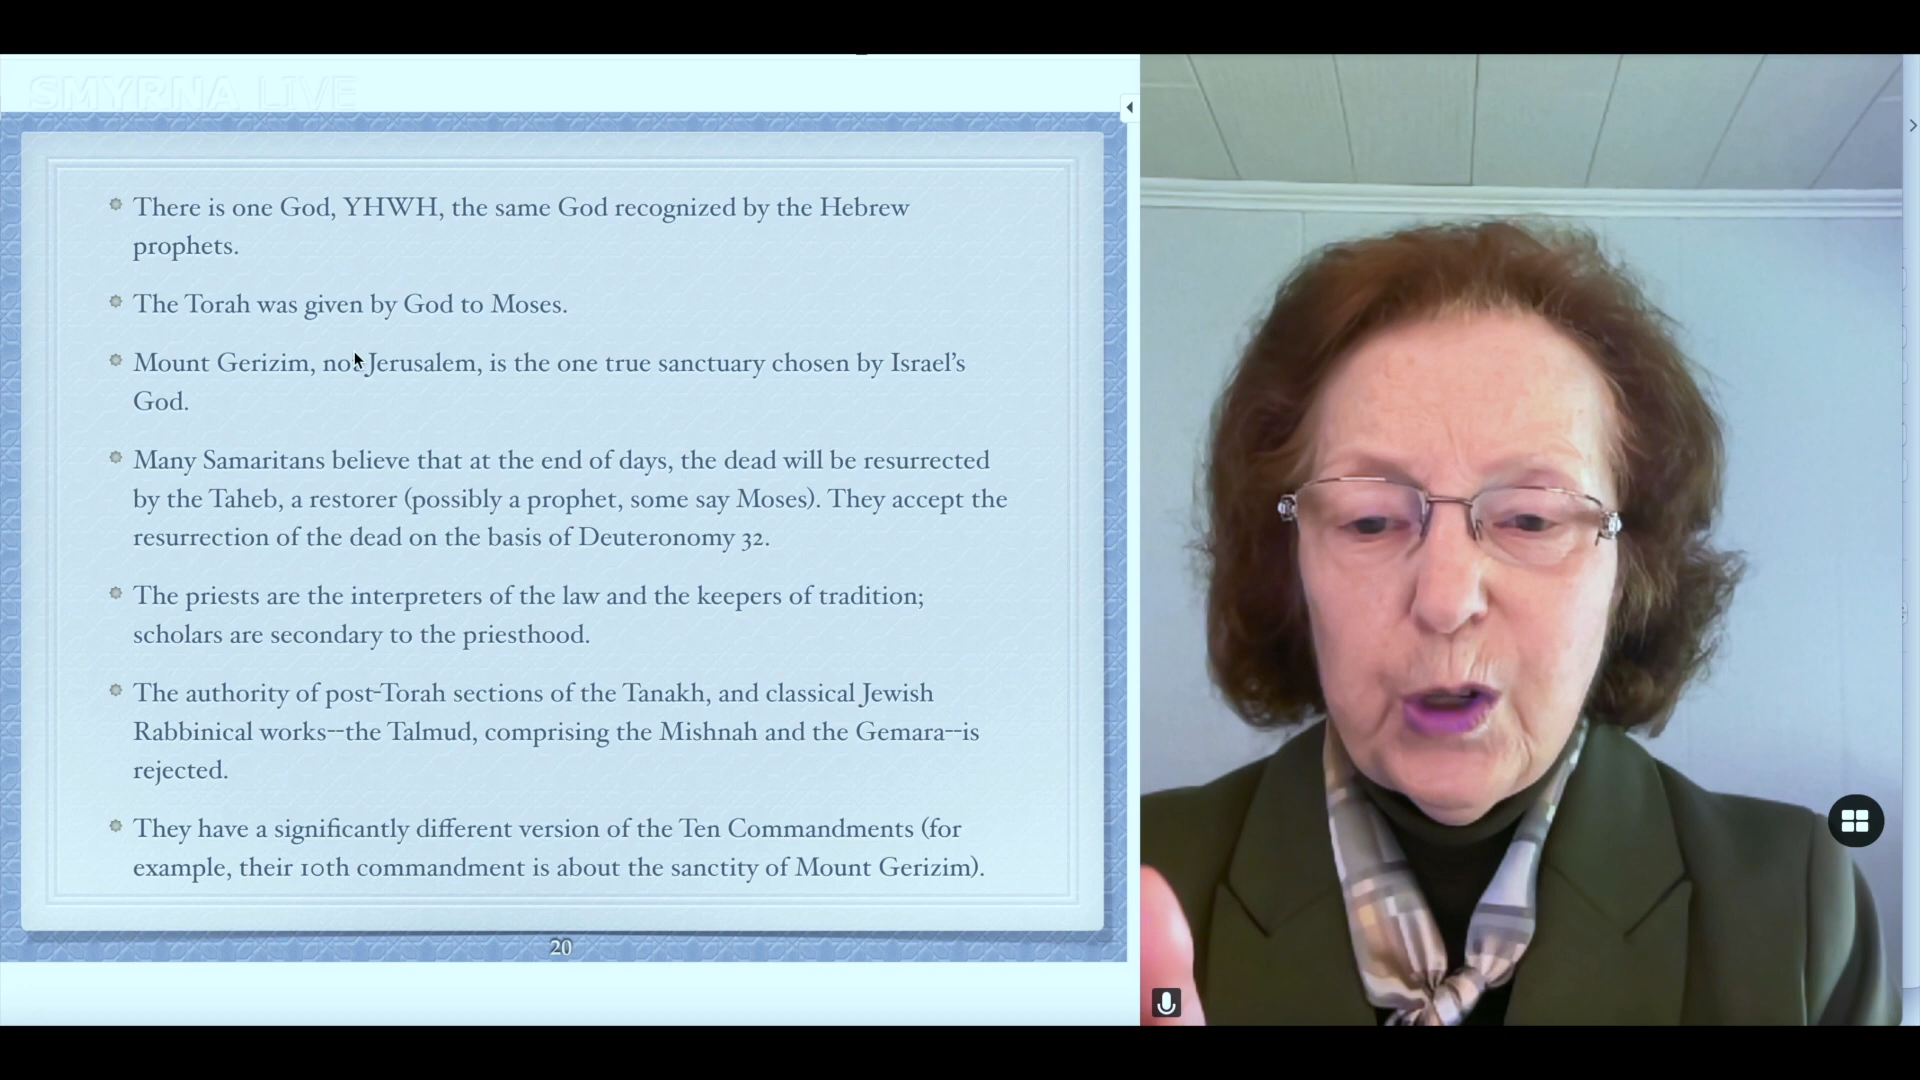 SMYRNA LIVE
There is one God, YHWH, the same God recognized by the Hebrew
prophets.
The Torah was given by God to Moses.
Mount Gerizim, not Jerusalem, is the one true sanctuary chosen by Israel’s
God.
Many Samaritans believe that at the end of days, the dead will be resurrected
by the Taheb, a restorer (possibly a prophet, some say Moses). They accept the
resurrection of the dead on the basis of Deuteronomy 32.
The priests are the interpreters of the law and the keepers of tradition;
scholars are secondary to the priesthood.
The authority of post-Torah sections of the Tanakh, and classical Jewish
Rabbinical works--the Talmud, comprising the Mishnah and the Gemara--is
rejected.
They have a significantly different version of the Ten Commandments (for
example, their 10th commandment is about the sanctity of Mount Gerizim).
20